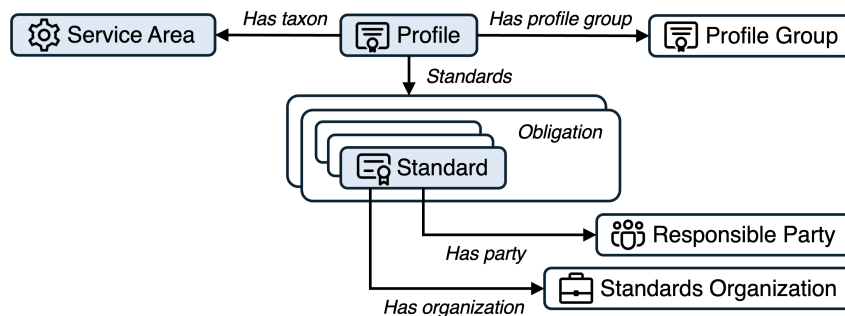 Service Area
Has taxon
Profile
Has profile group
Profile Group
Standards
Obligation
Standard
Has party
Responsible Party
Has organization
Standards Organization